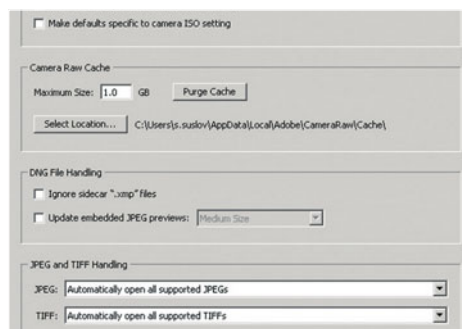 Make defaults specific to camera ISO setting
Camera Raw Cache
Maximum Size: 1.0 GB Purge Cache
Select Location... C:\Users\s.suslov\AppData\Local\Adobe\CameraRaw\Cache\
DNG File Handling
Ignore sidecar ".xmp" files
Update embedded JPEG previews: Medium Size
JPEG and TIFF Handling
JPEG: Automatically open all supported JPEGs
TIFF: Automatically open all supported TIFFs